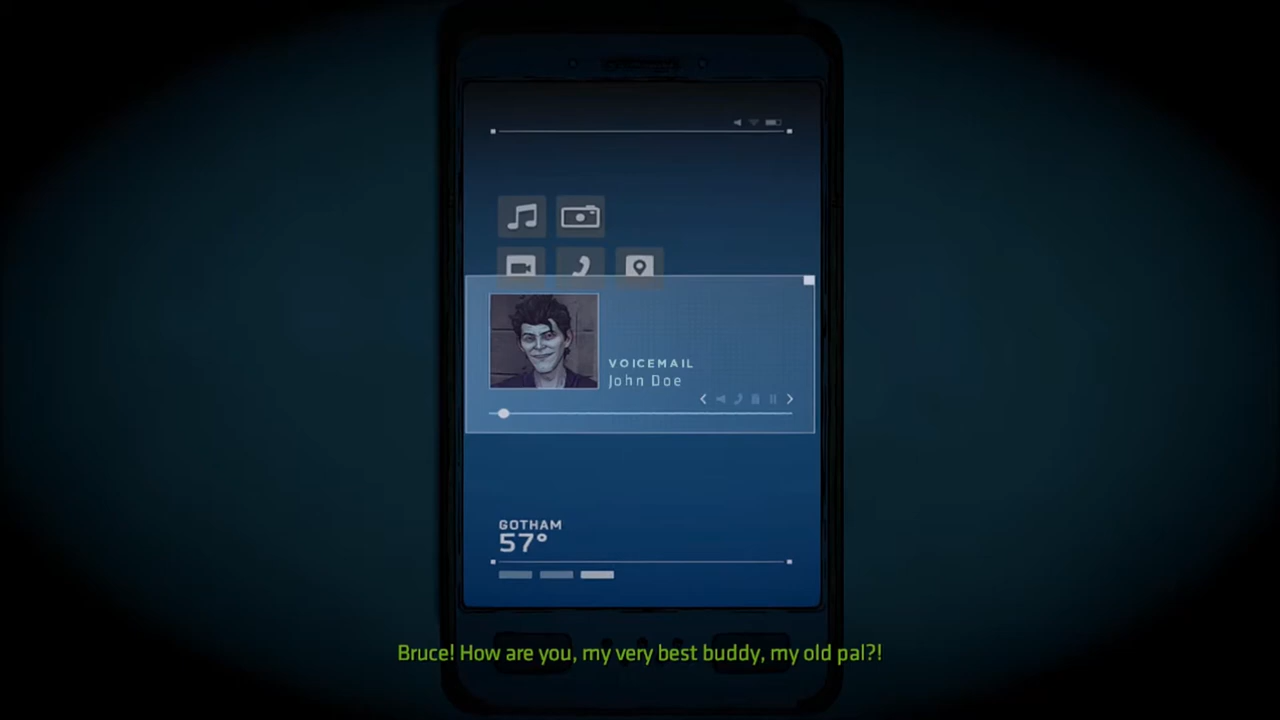 VOICEMAIL
John Doe
GOTHAM
57°
Bruce! How are you, my very best buddy, my old pal?!